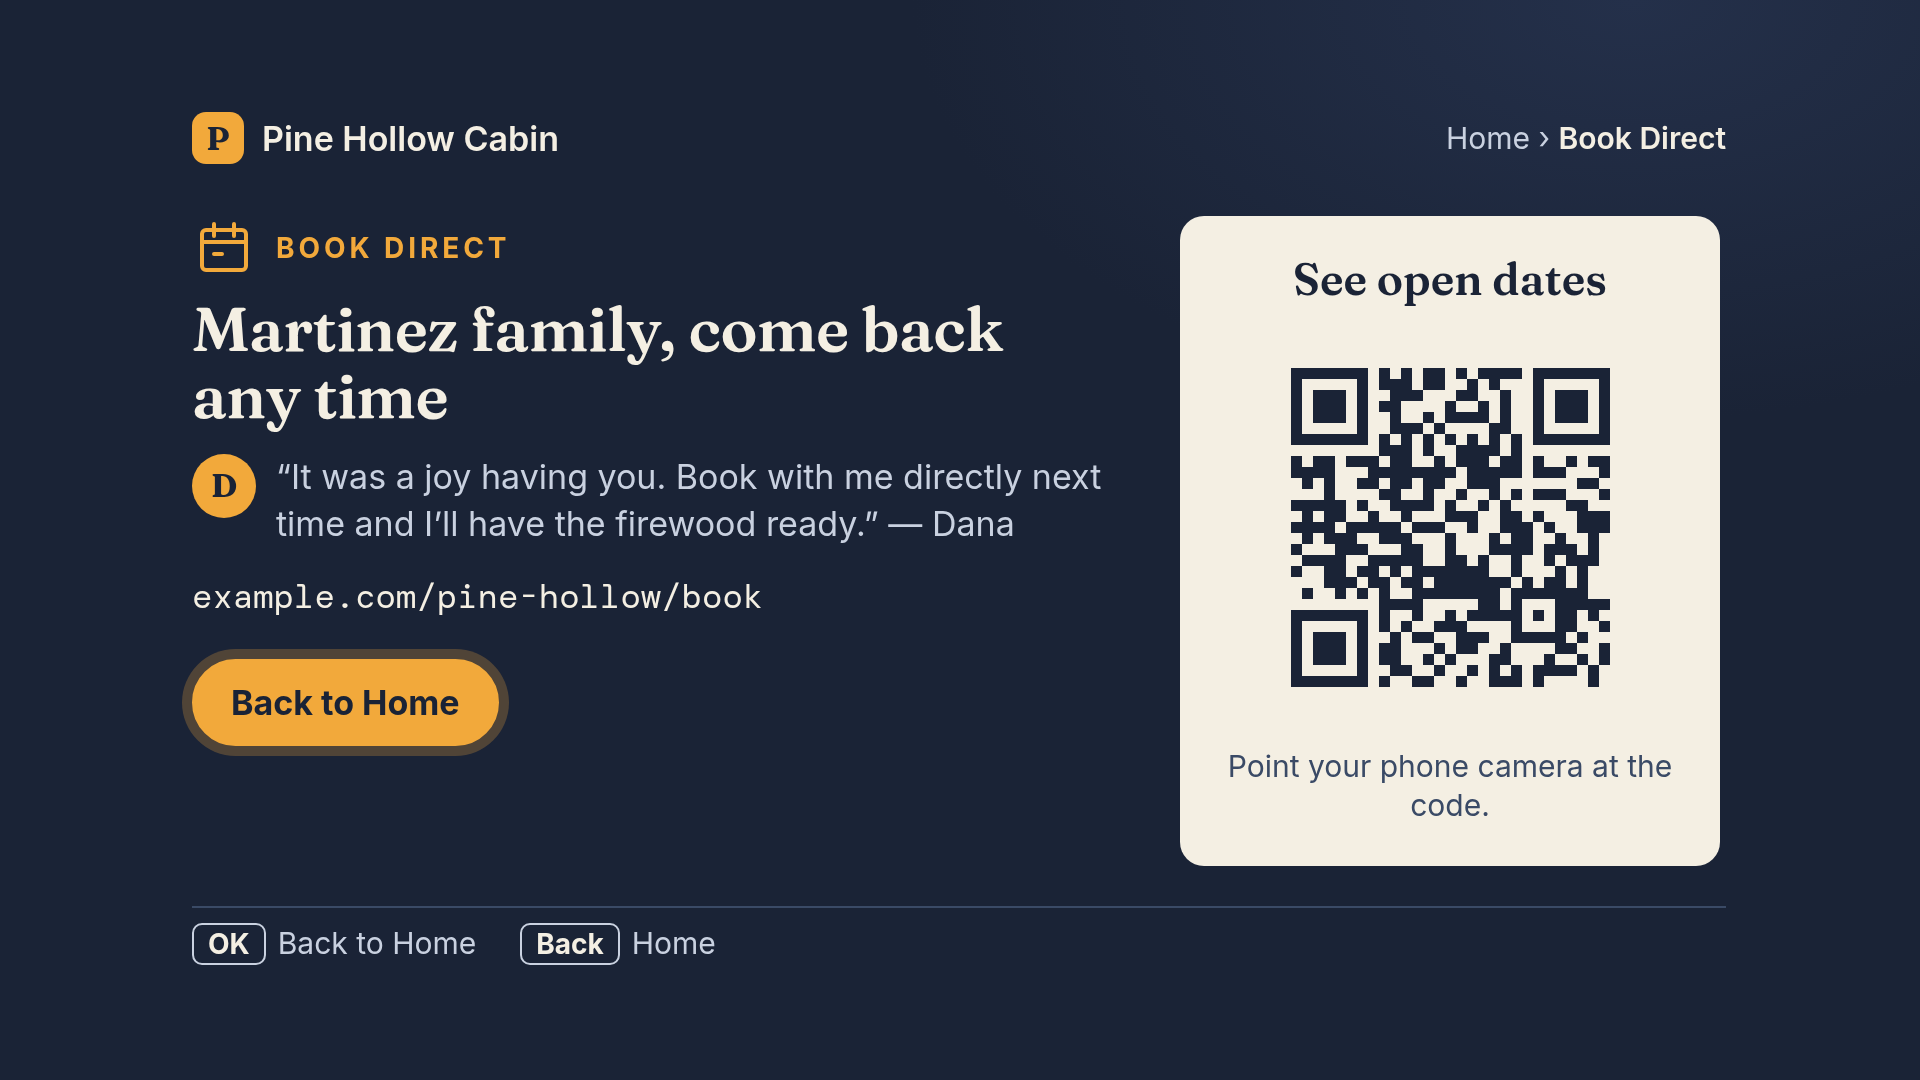 P Pine Hollow Cabin
Home › Book Direct
BOOK DIRECT
Martinez family, come back
any time
D
“It was a joy having you. Book with me directly next
time and I’ll have the firewood ready.” — Dana
example.com/pine-hollow/book
Back to Home
See open dates
Point your phone camera at the
code.
OK Back to Home Back Home